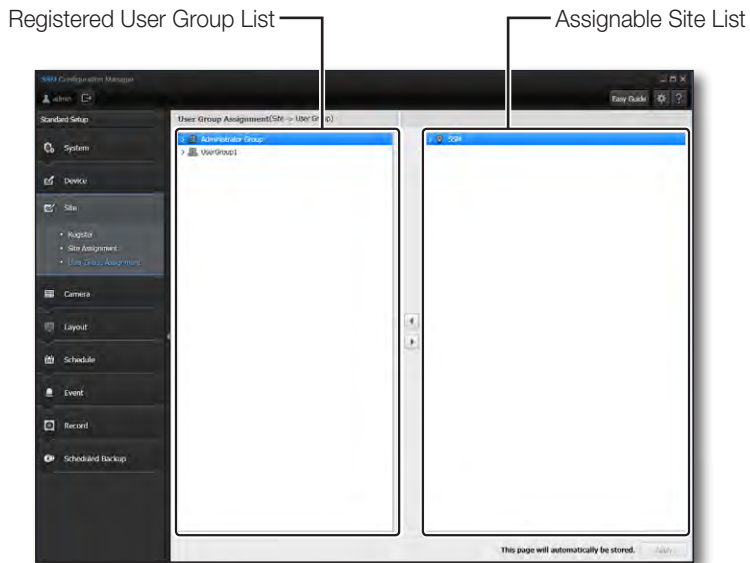 Registered User Group List
Assignable Site List
SSM Configuration Manager
admin
Easy Guide
?
Standard Setup
User Group Assignment(Site -> User Group)
System
Device
Site
• Register
• Site Assignment
• User Group Assignment
Camera
Layout
Schedule
Event
Record
Scheduled Backup
> Administrator Group
> UserGroup1
> SSM
This page will automatically be stored.
Apply